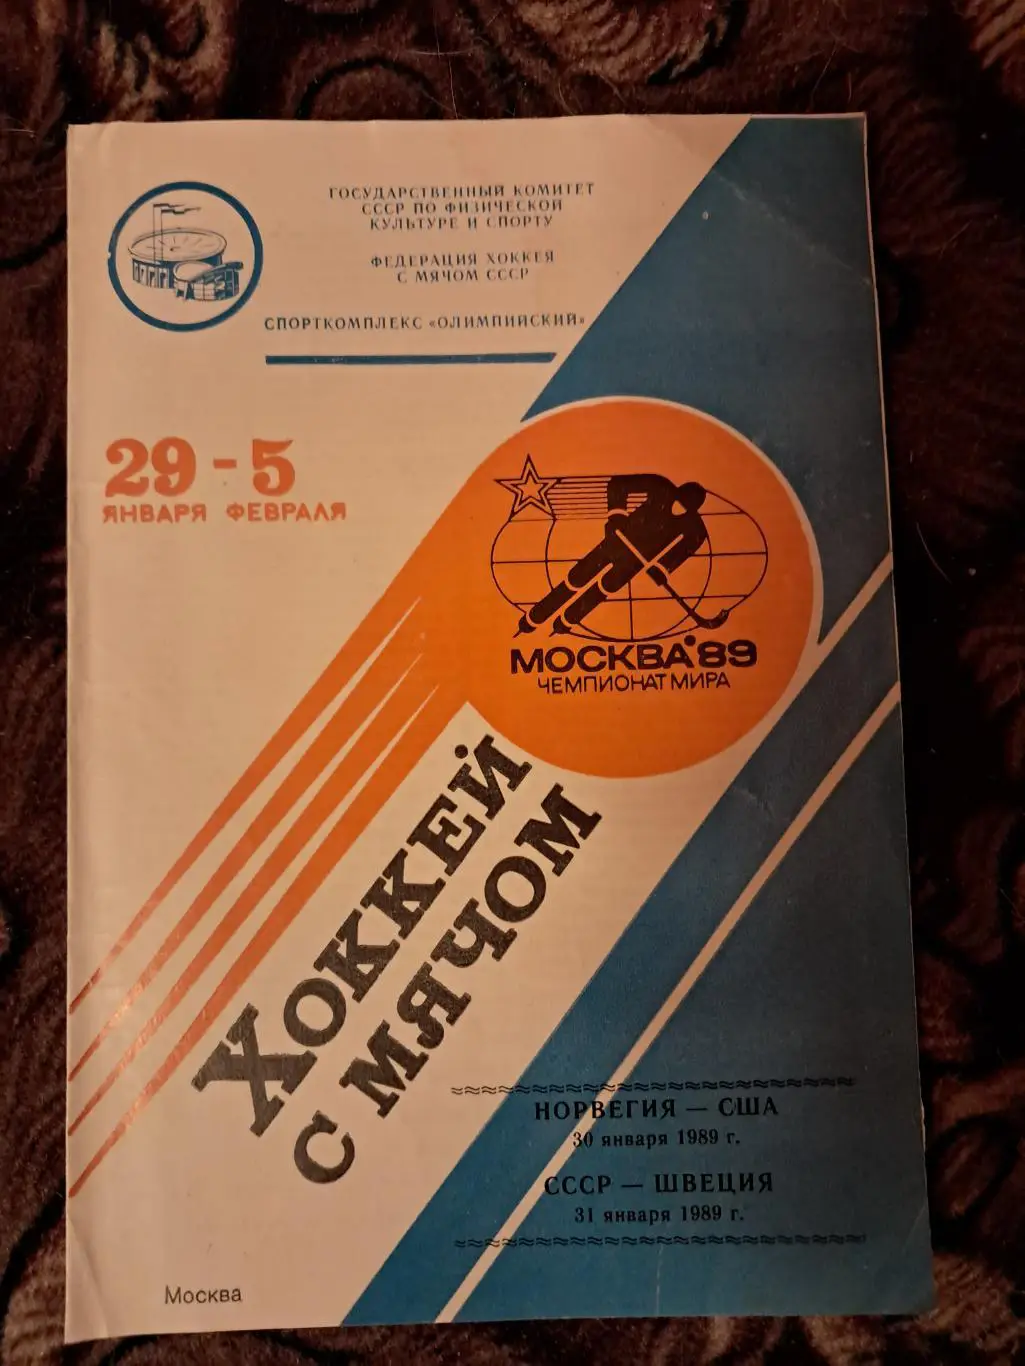 ГОСУДАРСТВЕННЫЙ КОМИТЕТ
СССР ПО ФИЗИЧЕСКОЙ
КУЛЬТУРЕ И СПОРТУ
ФЕДЕРАЦИЯ ХОККЕЯ
С МЯЧОМ СССР
СПОРТКОМПЛЕКС «ОЛИМПИЙСКИЙ»
29 - 5
ЯНВАРЯ ФЕВРАЛЯ
МОСКВА'89
ЧЕМПИОНАТ МИРА
ХОККЕЙ
С МЯЧОМ
НОРВЕГИЯ — США
30 января 1989 г.
СССР — ШВЕЦИЯ
31 января 1989 г.
Москва